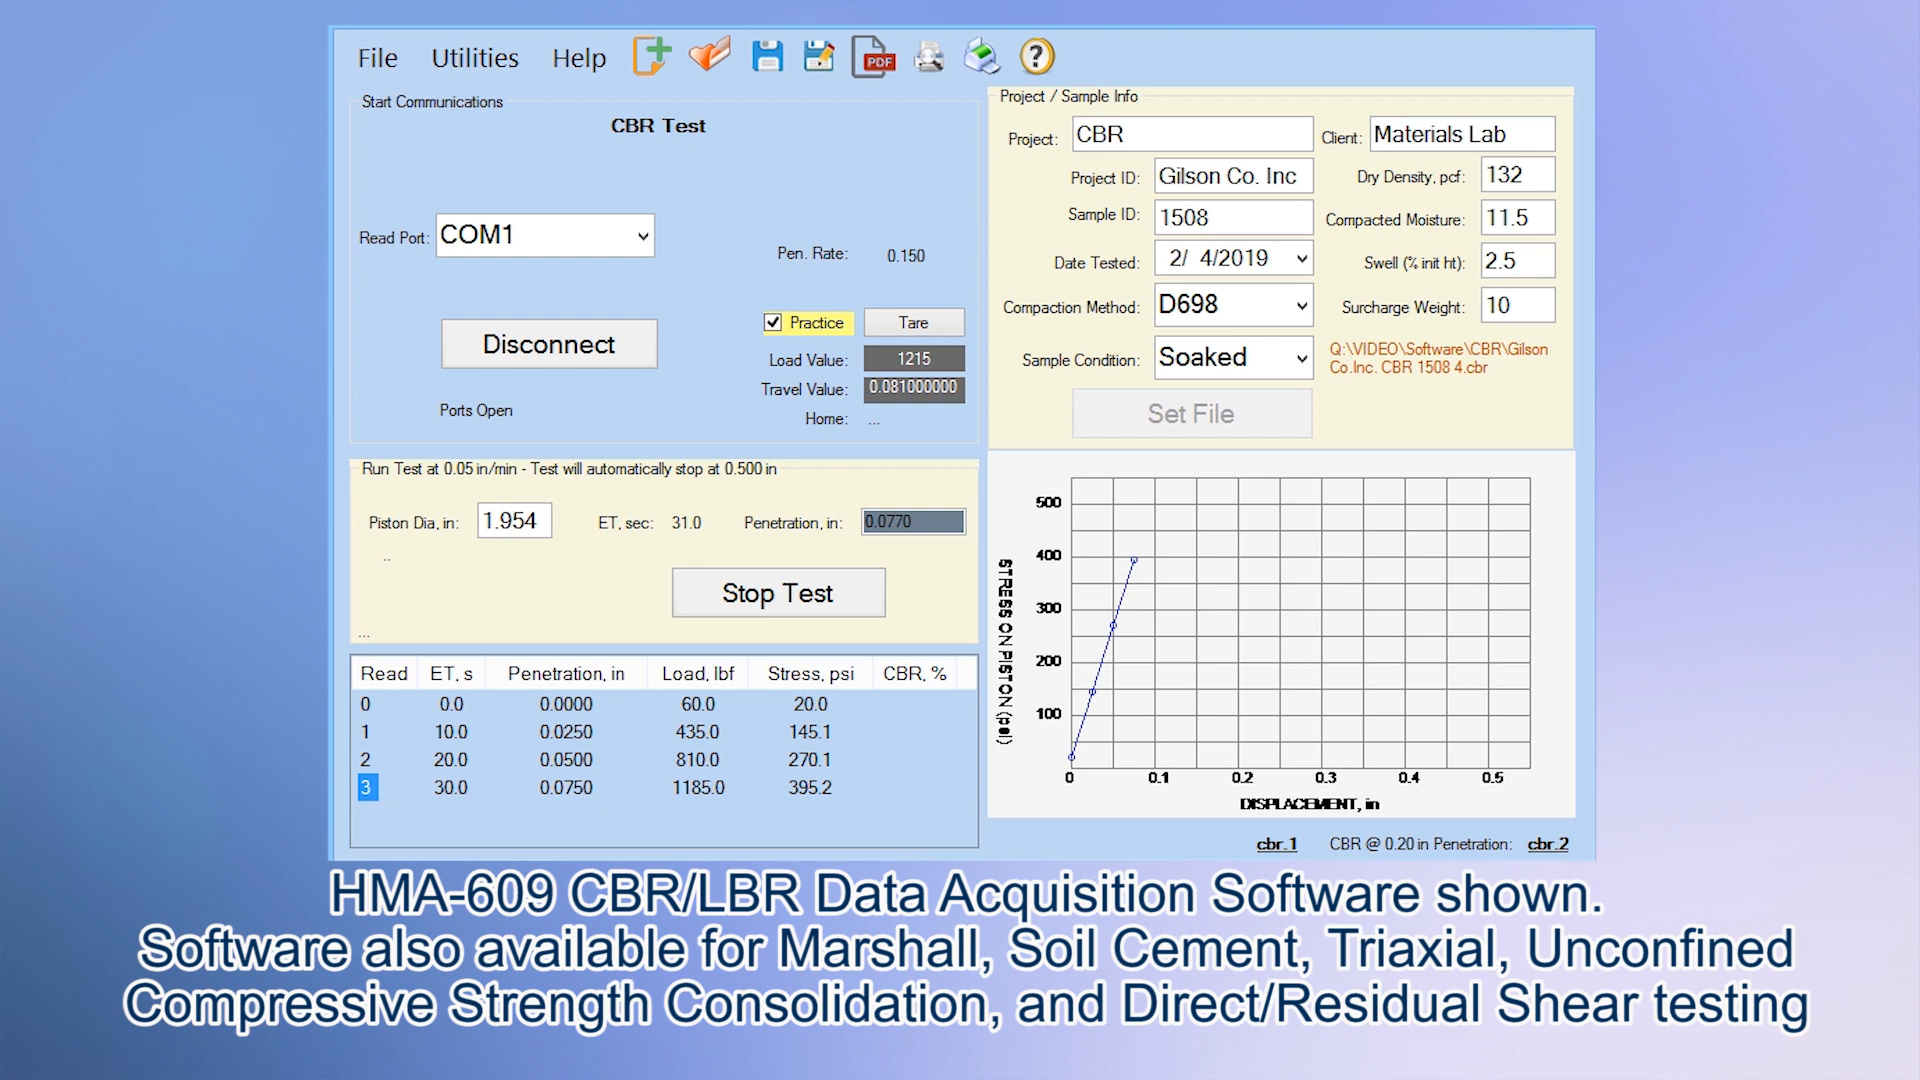 File Utilities Help PDF ?
Start Communications
CBR Test
Read Port: COM1
Pen. Rate: 0.150
Disconnect
Practice Tare
Load Value: 1215
Travel Value: 0.081000000
Home: ...
Ports Open
Project / Sample Info
Project: CBR Client: Materials Lab
Project ID: Gilson Co. Inc Dry Density, pcf: 132
Sample ID: 1508 Compacted Moisture: 11.5
Date Tested: 2/ 4/2019 Swell (% init ht): 2.5
Compaction Method: D698 Surcharge Weight: 10
Sample Condition: Soaked
Q:\VIDEO\Software\CBR\Gilson
Co.Inc. CBR 1508 4.cbr
Set File
Run Test at 0.05 in/min - Test will automatically stop at 0.500 in
Piston Dia, in: 1.954 ET, sec: 31.0 Penetration, in: 0.0770
..
Stop Test
...
Read ET, s Penetration, in Load, lbf Stress, psi CBR, %
0 0.0 0.0000 60.0 20.0
1 10.0 0.0250 435.0 145.1
2 20.0 0.0500 810.0 270.1
3 30.0 0.0750 1185.0 395.2
STRESS ON PISTON (psi)
500
400
300
200
100
0 0.1 0.2 0.3 0.4 0.5
DISPLACEMENT, in
cbr.1 CBR @ 0.20 in Penetration: cbr.2
HMA-609 CBR/LBR Data Acquisition Software shown.
Software also available for Marshall, Soil Cement, Triaxial, Unconfined
Compressive Strength Consolidation, and Direct/Residual Shear testing